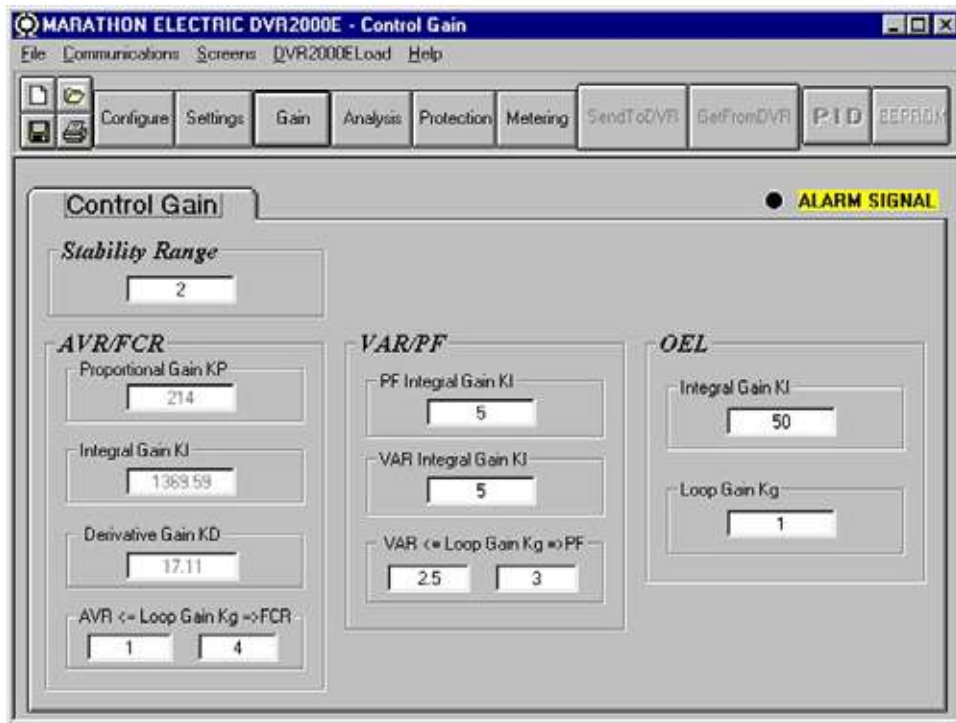 MARATHON ELECTRIC DVR2000E - Control Gain
File Communications Screens DVR2000ELoad Help
Configure Settings Gain Analysis Protection Metering SendToDVR GetFromDVR PID EEPROM
Control Gain
ALARM SIGNAL
Stability Range
2
AVR/FCR
Proportional Gain KP
214
Integral Gain KI
1369.59
Derivative Gain KD
17.11
AVR <= Loop Gain Kg =>FCR
1 4
VAR/PF
PF Integral Gain KI
5
VAR Integral Gain KI
5
VAR <= Loop Gain Kg =>PF
2.5 3
OEL
Integral Gain KI
50
Loop Gain Kg
1